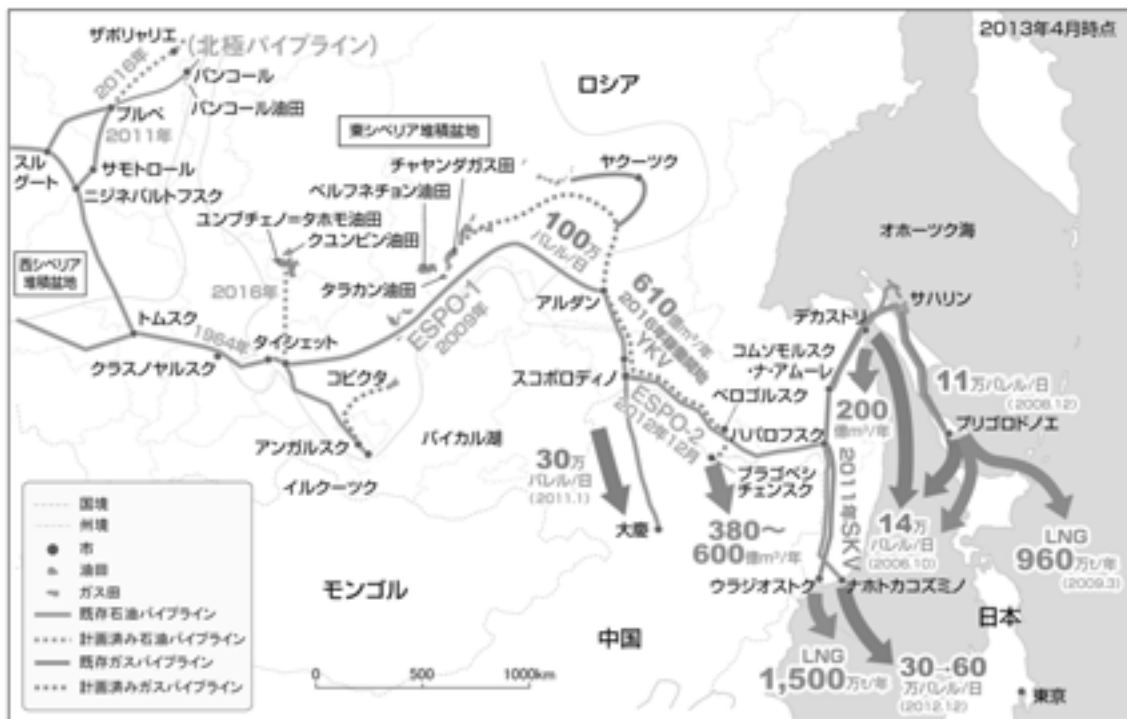 2013年4月時点
ザポリャリエ
(北極パイプライン)
2016年
バンコール
バンコール油田
プルペ
2011年
スルグート
サモトロール
ニジネバルトフスク
ロシア
東シベリア堆積盆地
チャヤンダガス田
ヤクーツク
ベルフネチョン油田
ユンブチェノ=タホモ油田
クユンビン油田
西シベリア
堆積盆地
2016年
タラカン油田
100万
バレル/日
オホーツク海
サハリン
アルダン
610億m³/年
2016年稼働開始
YKV
デカストリ
トムスク
1964年
タイシェット
ESPO-1
2009年
クラスノヤルスク
コビクタ
スコボロディノ
コムソモルスク
・ナ・アムーレ
ベロゴルスク
11万バレル/日
(2008.12)
200
億m³/年
プリゴロドノエ
ESPO-2
2012年12月
ハバロフスク
アンガルスク
バイカル湖
イルクーツク
30万
バレル/日
(2011.1)
ブラゴベシ
チェンスク
2011年SKV
大慶
380〜
600億m³/年
14万
バレル/日
(2006.10)
LNG
960万t/年
(2009.3)
ウラジオストク
ナホトカコズミノ
モンゴル
中国
日本
LNG
1,500万t/年
30→60
万バレル/日
(2012.12)
東京
国境
州境
市
油田
ガス田
既存石油パイプライン
計画済み石油パイプライン
既存ガスパイプライン
計画済みガスパイプライン
0 500 1000km